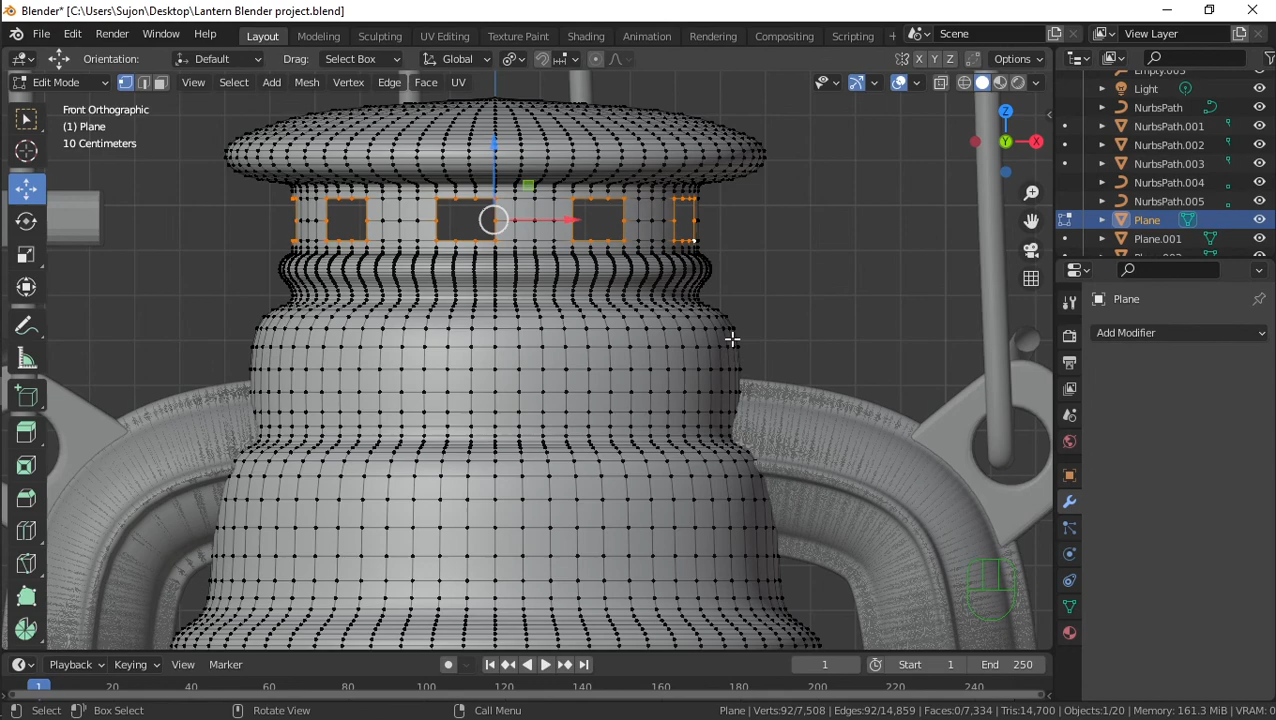 Blender* [C:\Users\Sujon\Desktop\Lantern Blender project.blend]
File Edit Render Window Help Layout Modeling Sculpting UV Editing Texture Paint Shading Animation Rendering Compositing Scripting + Scene View Layer
Orientation: Default Drag: Select Box Global X Y Z Options
Edit Mode View Select Add Mesh Vertex Edge Face UV
Front Orthographic
(1) Plane
10 Centimeters
Z
Y
X
Empty.003
Light
NurbsPath
NurbsPath.001
NurbsPath.002
NurbsPath.003
NurbsPath.004
NurbsPath.005
Plane
Plane.001
Plane
Add Modifier
Playback Keying View Marker 1 Start 1 End 250
1 20 40 60 80 100 120 140 160 180 200 220 240
Select Box Select Rotate View Call Menu Plane | Verts:92/7,508 | Edges:92/14,859 | Faces:0/7,334 | Tris:14,700 | Objects:1/20 | Memory: 161.3 MiB | VRAM: 0